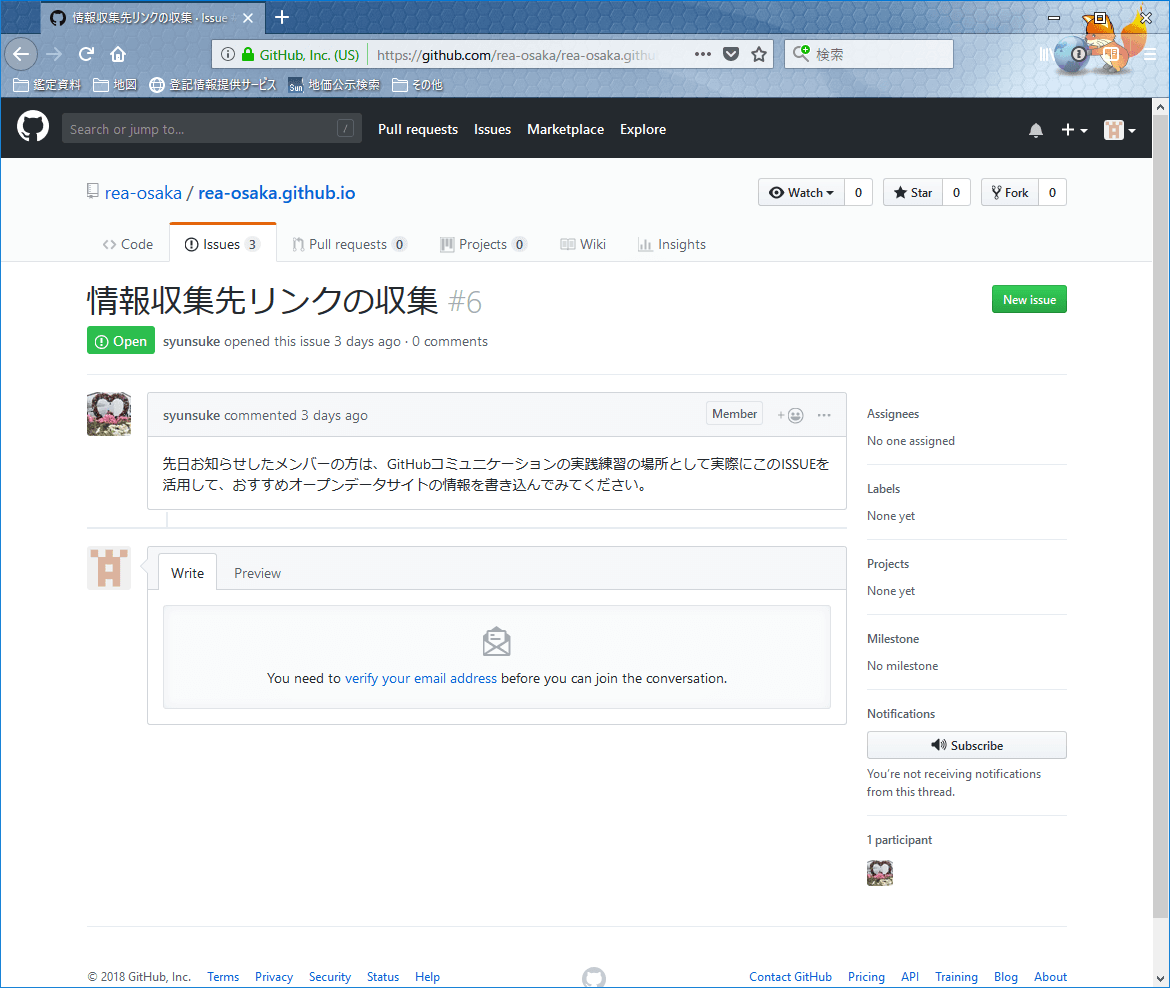 情報収集先リンクの収集 · Issue
GitHub, Inc. (US)
https://github.com/rea-osaka/rea-osaka.githu
検索
鑑定資料
地図
登記情報提供サービス
Sun
地価公示検索
その他
Search or jump to...
/
Pull requests
Issues
Marketplace
Explore
rea-osaka / rea-osaka.github.io
Watch
0
Star
0
Fork
0
Code
Issues 3
Pull requests 0
Projects 0
Wiki
Insights
情報収集先リンクの収集 #6
New issue
Open
syunsuke opened this issue 3 days ago · 0 comments
syunsuke commented 3 days ago
Member
先日お知らせしたメンバーの方は、GitHubコミュニケーションの実践練習の場所として実際にこのISSUEを
活用して、おすすめオープンデータサイトの情報を書き込んでみてください。
Write
Preview
You need to verify your email address before you can join the conversation.
Assignees
No one assigned
Labels
None yet
Projects
None yet
Milestone
No milestone
Notifications
Subscribe
You're not receiving notifications
from this thread.
1 participant
© 2018 GitHub, Inc.
Terms
Privacy
Security
Status
Help
Contact GitHub
Pricing
API
Training
Blog
About